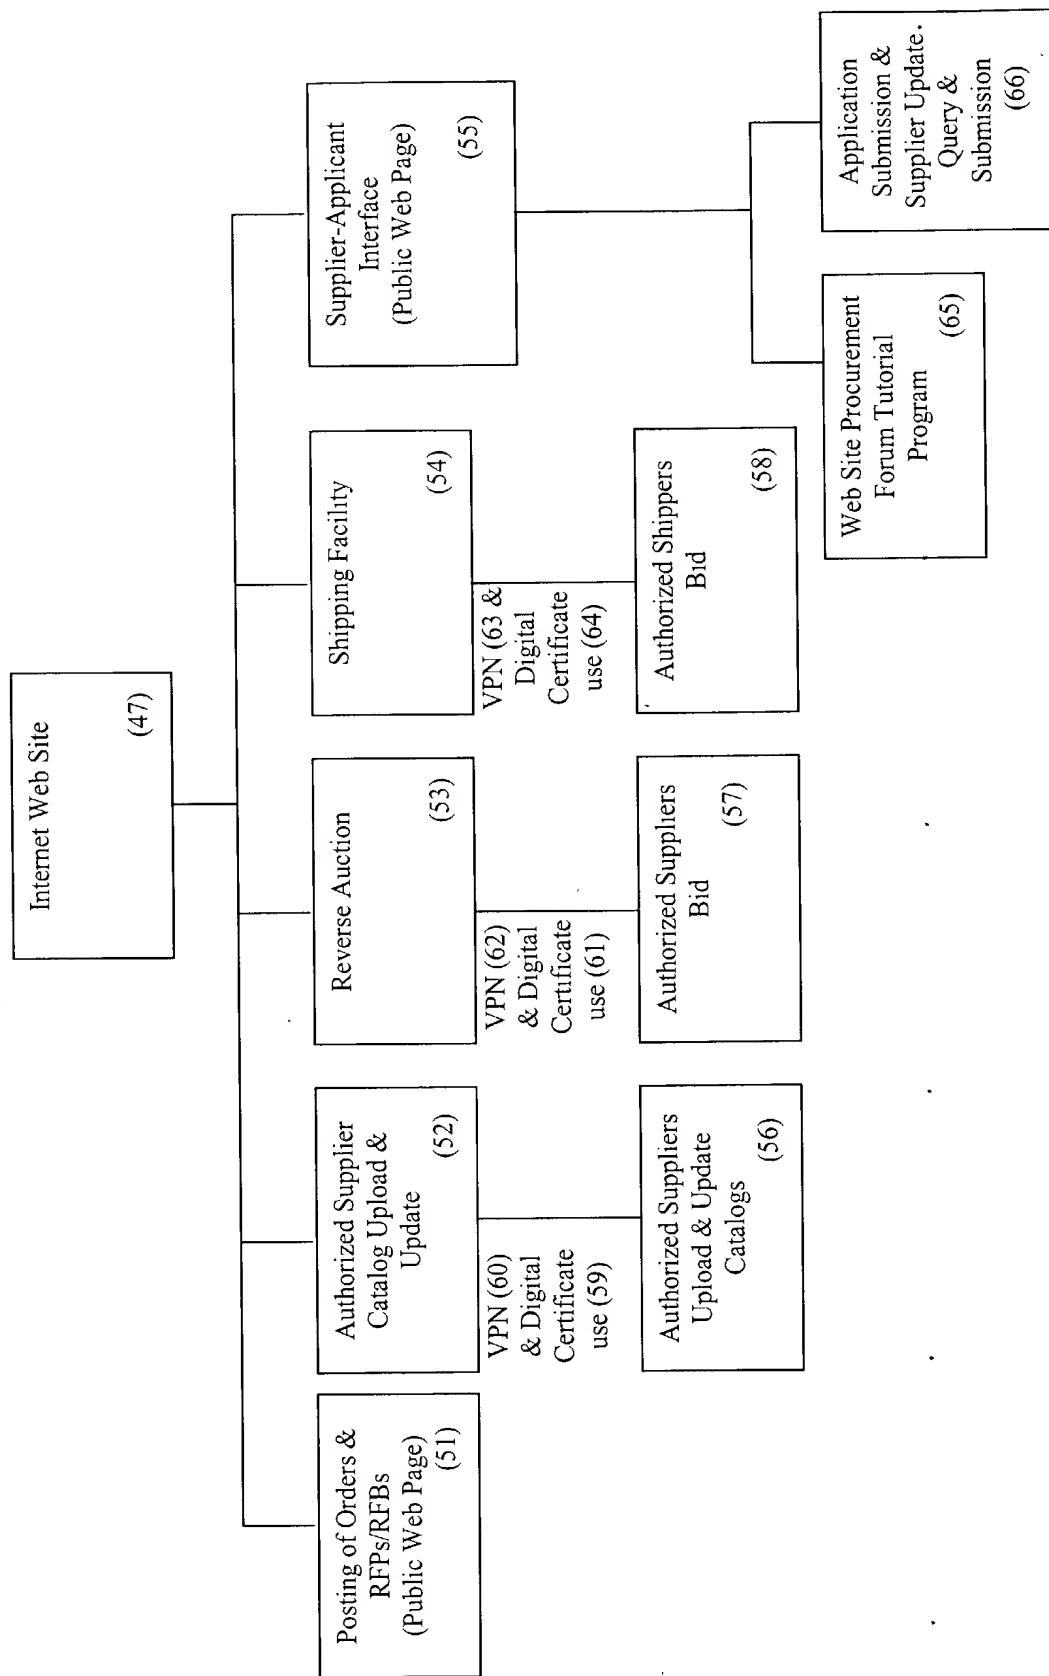 Internet Web Site
(47)
Posting of Orders &
RFPs/RFBs
(Public Web Page)
(51)
Authorized Supplier
Catalog Upload &
Update
(52)
Reverse Auction
(53)
Shipping Facility
(54)
Supplier-Applicant
Interface
(Public Web Page)
(55)
VPN (60)
& Digital
Certificate
use (59)
VPN (62)
& Digital
Certificate
use (61)
VPN (63 &
Digital
Certificate
use (64)
Authorized Suppliers
Upload & Update
Catalogs
(56)
Authorized Suppliers
Bid
(57)
Authorized Shippers
Bid
(58)
Web Site Procurement
Forum Tutorial
Program
(65)
Application
Submission &
Supplier Update.
Query &
Submission
(66)